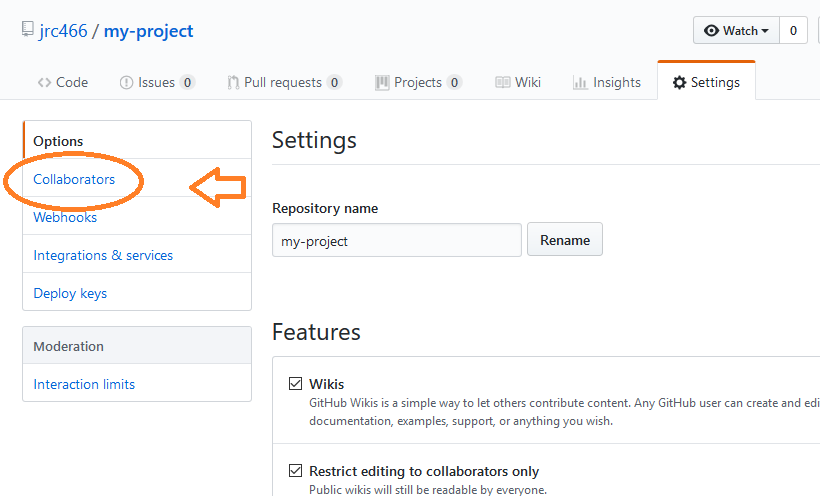 jrc466 / my-project
Watch 0
Code Issues 0 Pull requests 0 Projects 0 Wiki Insights Settings
Options
Collaborators
Webhooks
Integrations & services
Deploy keys
Moderation
Interaction limits
Settings
Repository name
my-project Rename
Features
Wikis
GitHub Wikis is a simple way to let others contribute content. Any GitHub user can create and edi
documentation, examples, support, or anything you wish.
Restrict editing to collaborators only
Public wikis will still be readable by everyone.